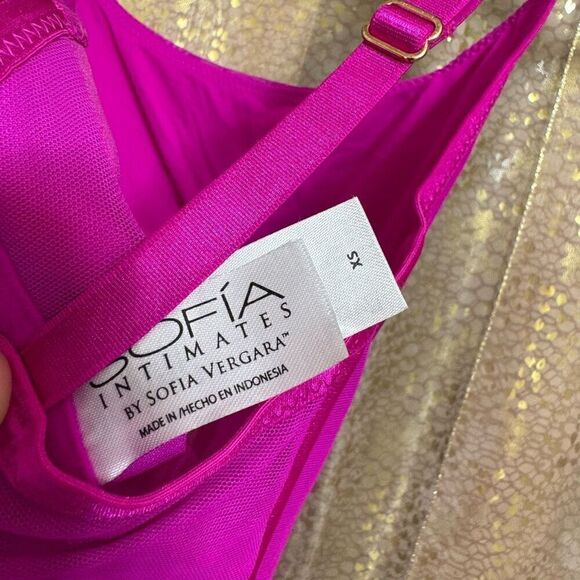 SOFÍA
INTIMATES
BY SOFIA VERGARA™
MADE IN /HECHO EN INDONESIA
XS